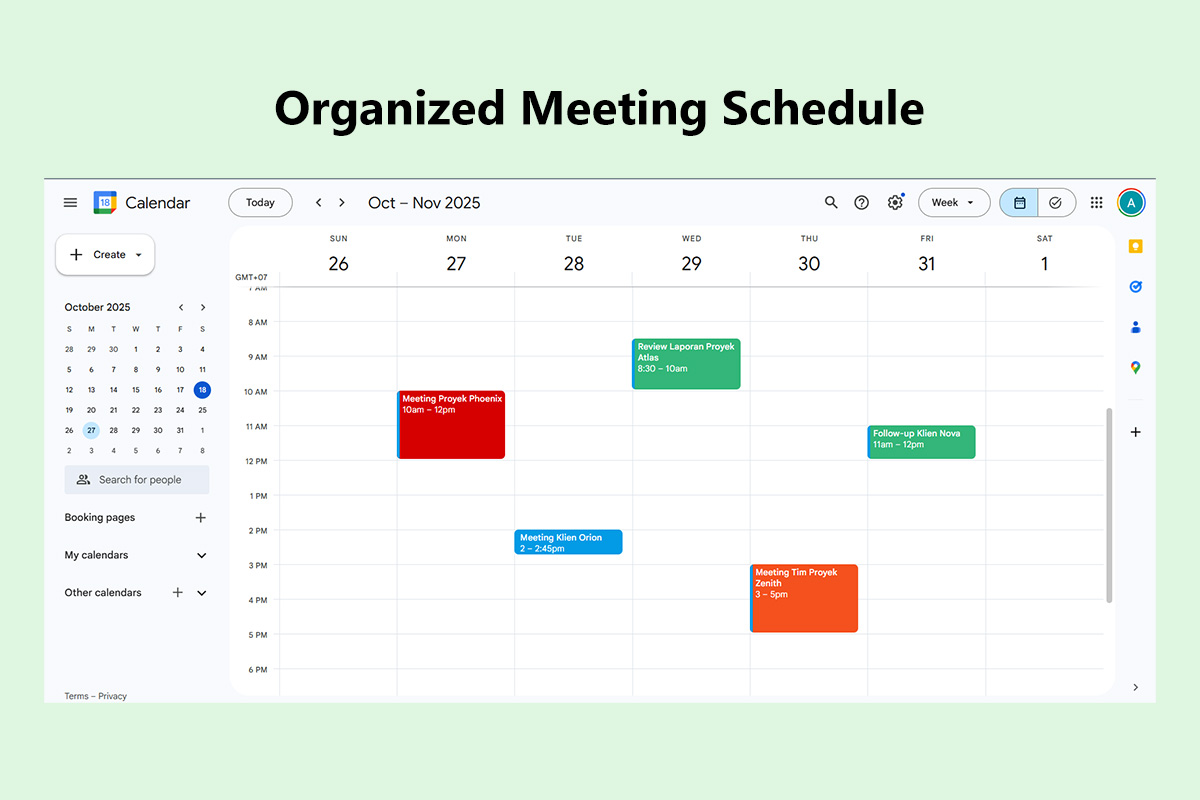 Organized Meeting Schedule
18 Calendar Today Oct – Nov 2025 Week A
Create
October 2025
S M T W T F S
28 29 30 1 2 3 4
5 6 7 8 9 10 11
12 13 14 15 16 17 18
19 20 21 22 23 24 25
26 27 28 29 30 31 1
2 3 4 5 6 7 8
Search for people
Booking pages
My calendars
Other calendars
Terms – Privacy
SUN MON TUE WED THU FRI SAT
26 27 28 29 30 31 1
GMT+07
7 AM
8 AM
9 AM
10 AM
11 AM
12 PM
1 PM
2 PM
3 PM
4 PM
5 PM
6 PM
Meeting Proyek Phoenix
10am – 12pm
Meeting Klien Orion
2 – 2:45pm
Review Laporan Proyek
Atlas
8:30 – 10am
Meeting Tim Proyek
Zenith
3 – 5pm
Follow-up Klien Nova
11am – 12pm